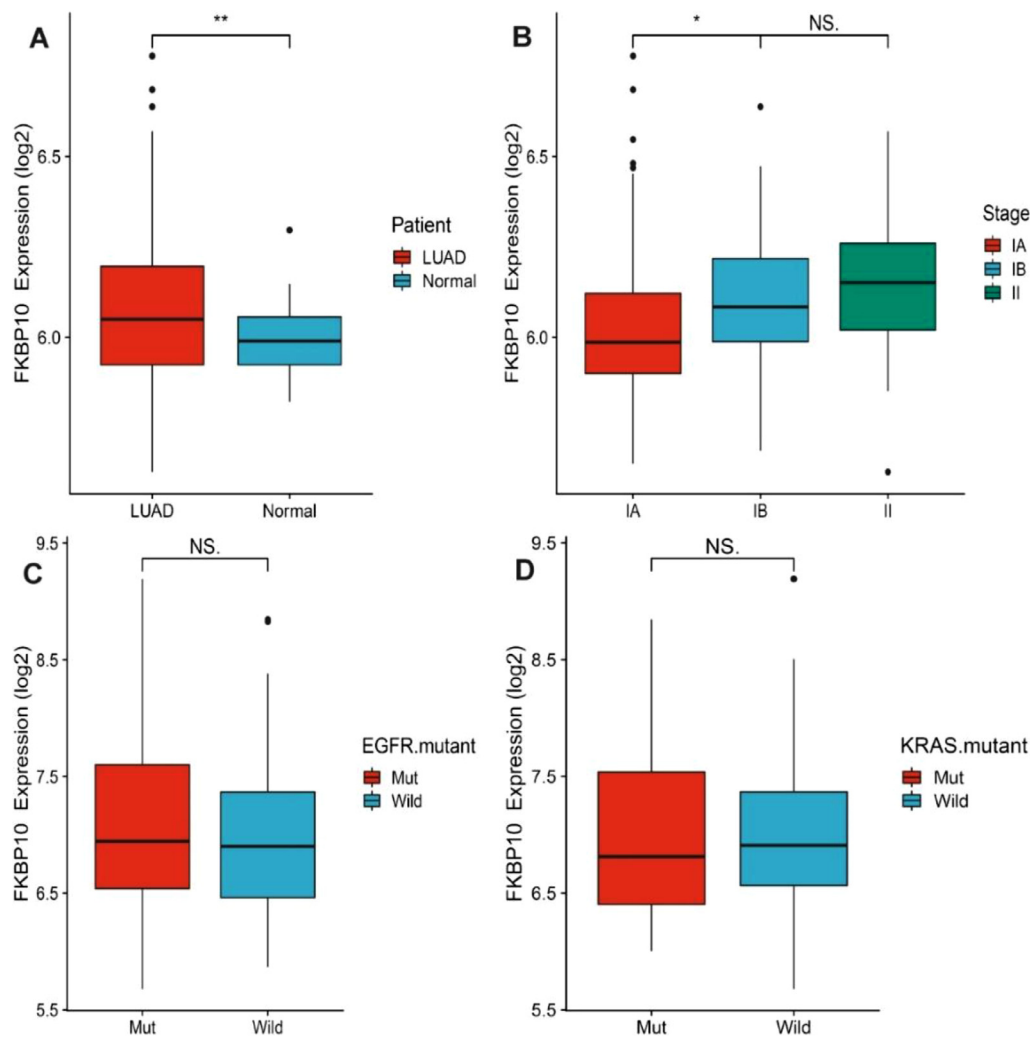 A
**
FKBP10 Expression (log2)
6.5
6.0
Patient
LUAD
Normal
LUAD Normal
B
* NS.
FKBP10 Expression (log2)
6.5
6.0
Stage
IA
IB
II
IA IB II
C
NS.
FKBP10 Expression (log2)
9.5
8.5
7.5
6.5
5.5
EGFR.mutant
Mut
Wild
Mut Wild
D
NS.
FKBP10 Expression (log2)
9.5
8.5
7.5
6.5
5.5
KRAS.mutant
Mut
Wild
Mut Wild